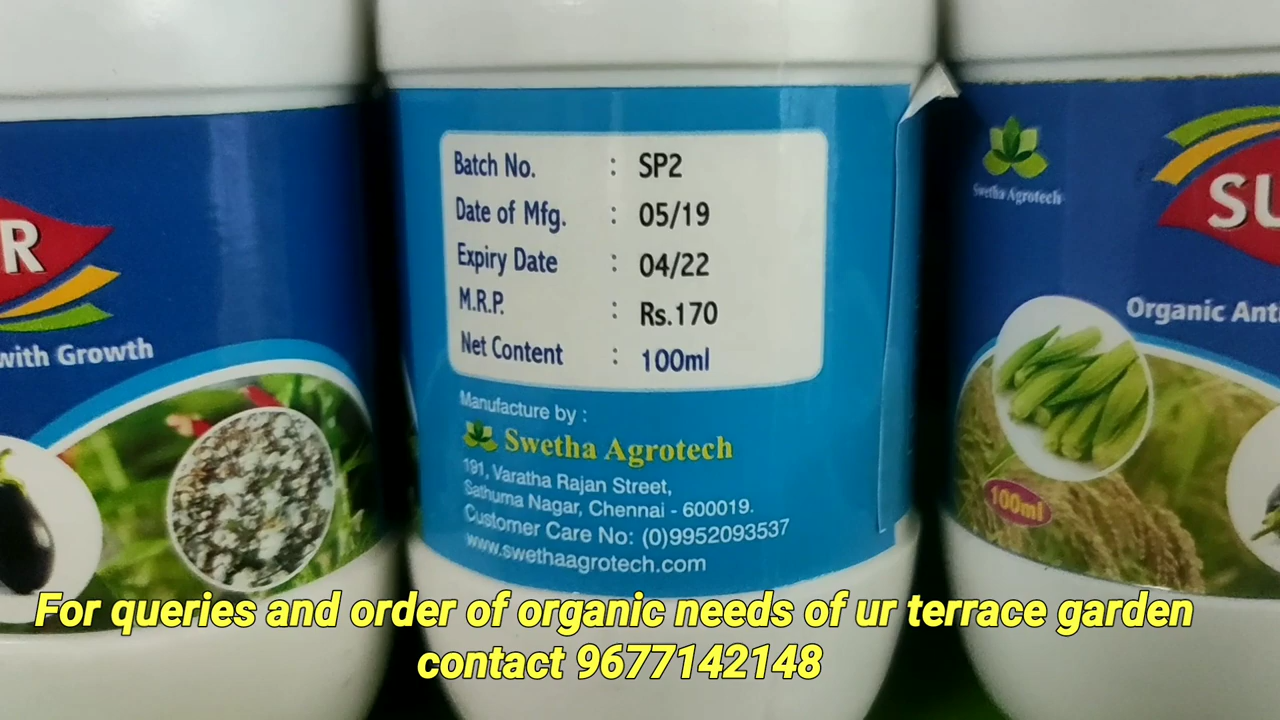 R
with Growth
Batch No. : SP2
Date of Mfg. : 05/19
Expiry Date : 04/22
M.R.P. : Rs.170
Net Content : 100ml
Manufacture by :
Swetha Agrotech
191, Varatha Rajan Street,
Sathuma Nagar, Chennai - 600019.
Customer Care No: (0)9952093537
www.swethaagrotech.com
Swetha Agrotech
SU
Organic Anti
100ml
For queries and order of organic needs of ur terrace garden
contact 9677142148